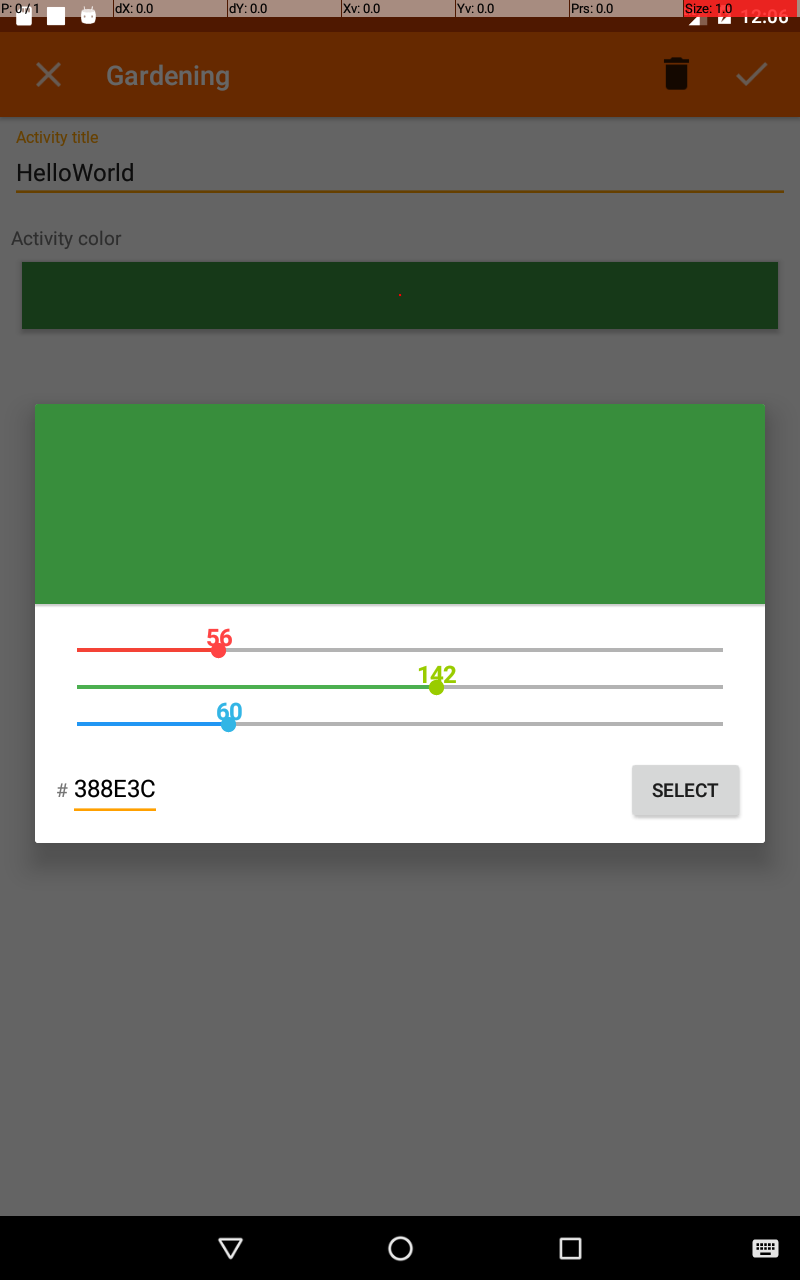 P: 0 / 1 dX: 0.0 dY: 0.0 Xv: 0.0 Yv: 0.0 Prs: 0.0 Size: 1.0
12:06
Gardening
Activity title
HelloWorld
Activity color
56
142
60
# 388E3C
SELECT